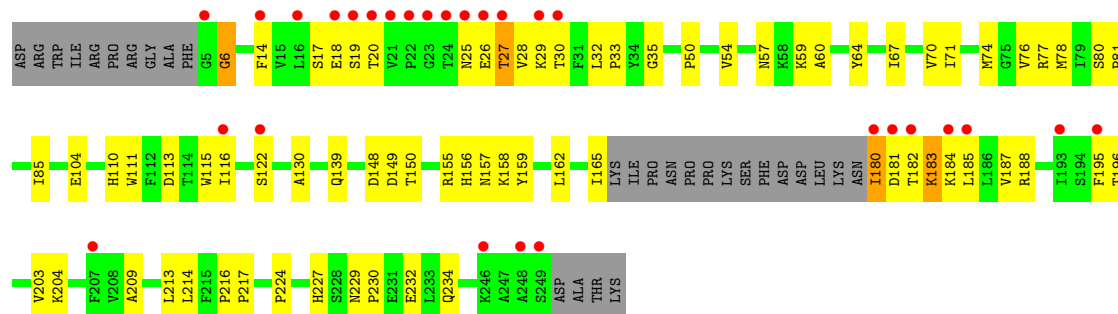 ASP ARG TRP ILE ARG PRO ARG GLY ALA PHE G5 G6 F14 V15 L16 S17 E18 S19 T20 V21 P22 G23 T24 N25 E26 T27 V28 K29 T30 F31 L32 P33 Y34 G35 P50 V54 N57 K58 K59 A60 Y64 I67 V70 I71 M74 G75 V76 R77 M78 I79 S80 P81
I85 E104 H110 W111 F112 D113 T114 W115 I116 S122 A130 Q139 D148 D149 T150 R155 H156 N157 K158 Y159 L162 I165 LYS ILE PRO ASN PRO PRO LYS SER PHE ASP ASP LEU LYS ASN I180 D181 T182 K183 K184 L185 L186 V187 R188 I193 S194 F195 T196
V203 K204 F207 V208 A209 L213 L214 F215 P216 P217 P224 H227 S228 N229 P230 E231 E232 L233 Q234 K246 A247 A248 S249 ASP ALA THR LYS